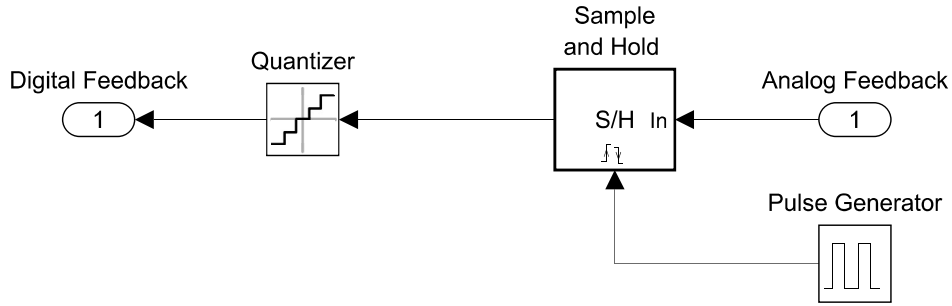 Sample
and Hold
Quantizer
Digital Feedback
Analog Feedback
1
S/H In
1
Pulse Generator